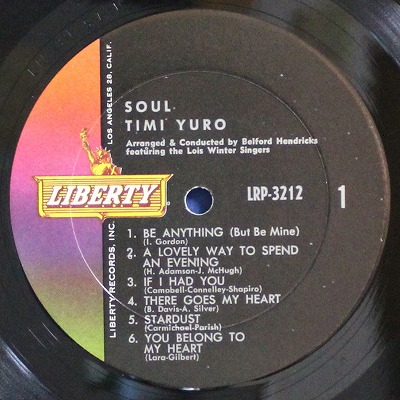 SOUL
TIMI YURO
Arranged & Conducted by Belford Hendricks
featuring the Lois Winter Singers
LIBERTY
LRP-3212
1
1. BE ANYTHING (But Be Mine)
(I. Gordon)
2. A LOVELY WAY TO SPEND
AN EVENING
(H. Adamson-J. McHugh)
3. IF I HAD YOU
(Campbell-Connelley-Shapiro)
4. THERE GOES MY HEART
(B. Davis-A. Silver)
5. STARDUST
(Carmichael-Parish)
6. YOU BELONG TO
MY HEART
(Lara-Gilbert)
LIBERTY RECORDS, INC.
LOS ANGELES 28, CALIF.